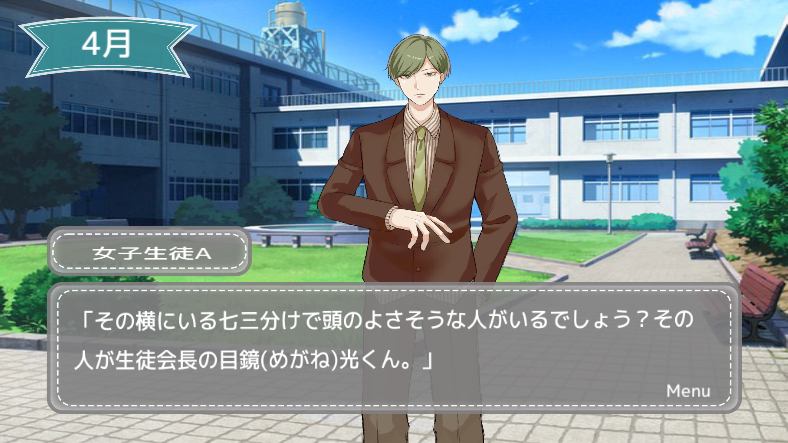 4月
女子生徒A
「その横にいる七三分けで頭のよさそうな人がいるでしょう？その
人が生徒会長の目鏡(めがね)光くん。」
Menu